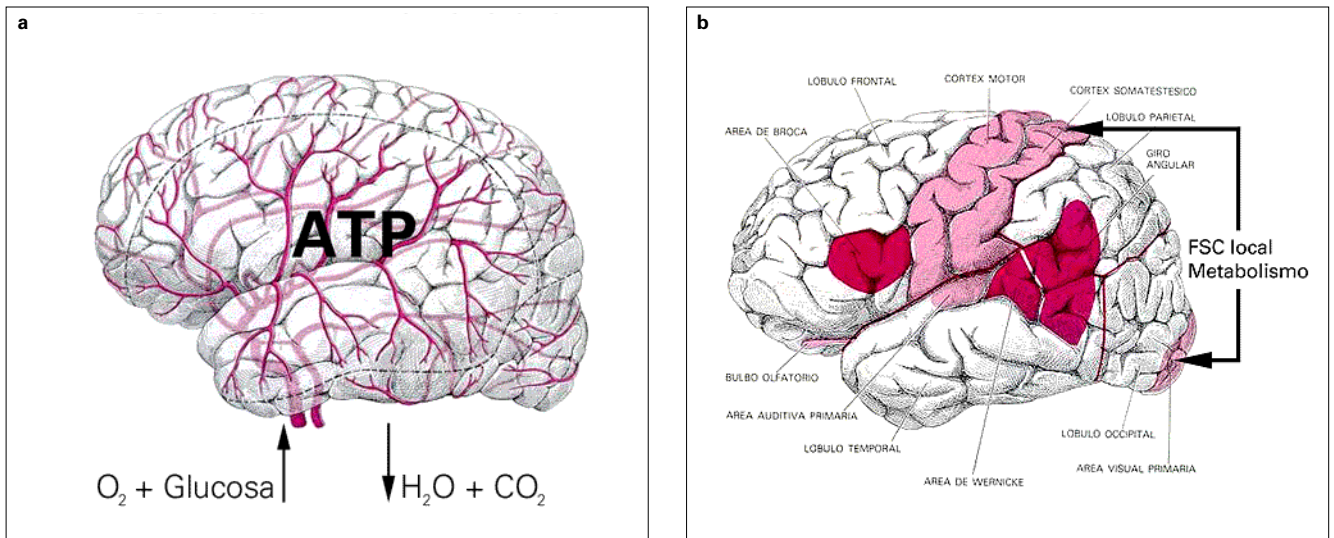 a
ATP
O₂ + Glucosa
H₂O + CO₂
b
LOBULO FRONTAL
CORTEX MOTOR
CORTEX SOMATESTESICO
LOBULO PARIETAL
AREA DE BROCA
GIRO
ANGULAR
FSC local
Metabolismo
BULBO OLFATORIO
AREA AUDITIVA PRIMARIA
LOBULO TEMPORAL
AREA DE WERNICKE
LOBULO OCCIPITAL
AREA VISUAL PRIMARIA